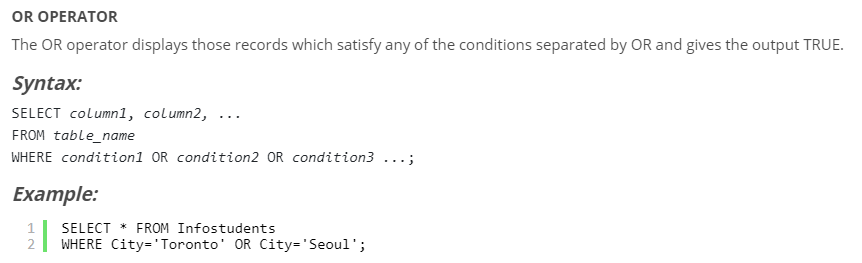 OR OPERATOR
The OR operator displays those records which satisfy any of the conditions separated by OR and gives the output TRUE.
Syntax:
SELECT column1, column2, ...
FROM table_name
WHERE condition1 OR condition2 OR condition3 ...;
Example:
1 SELECT * FROM Infostudents
2 WHERE City='Toronto' OR City='Seoul';